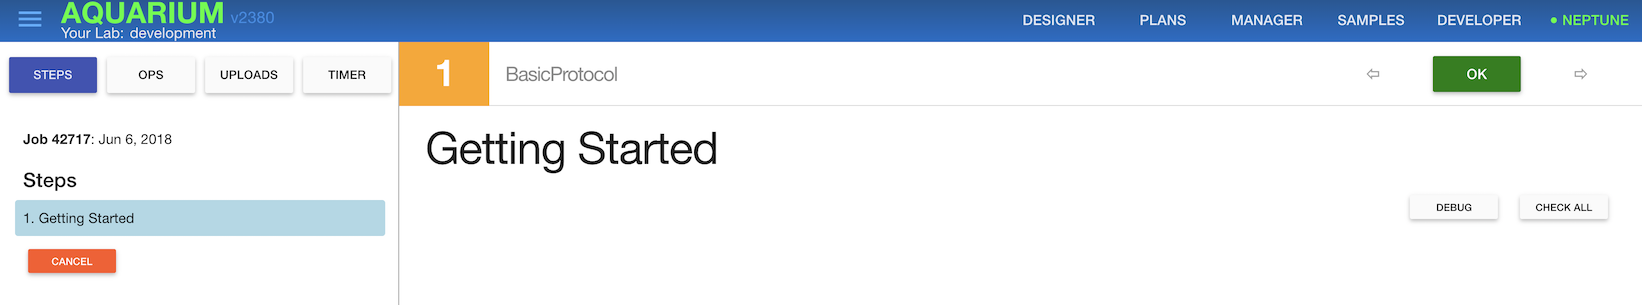 AQUARIUM v2380
Your Lab: development
DESIGNER PLANS MANAGER SAMPLES DEVELOPER • NEPTUNE
STEPS OPS UPLOADS TIMER
1 BasicProtocol OK
Job 42717: Jun 6, 2018
Getting Started
Steps
1. Getting Started
DEBUG CHECK ALL
CANCEL